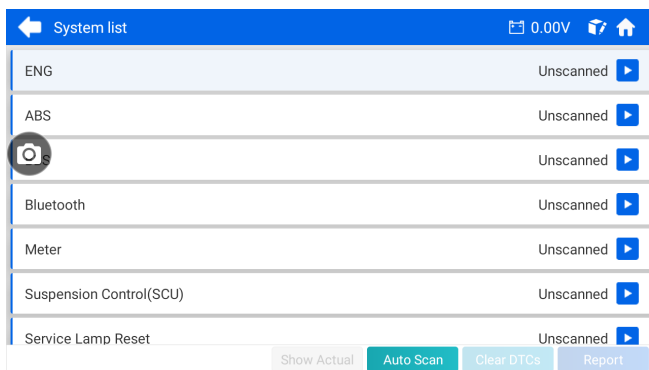 System list 0.00V
ENG Unscanned
ABS Unscanned
Unscanned
Bluetooth Unscanned
Meter Unscanned
Suspension Control(SCU) Unscanned
Service Lamp Reset Unscanned
Show Actual Auto Scan Clear DTCs Report